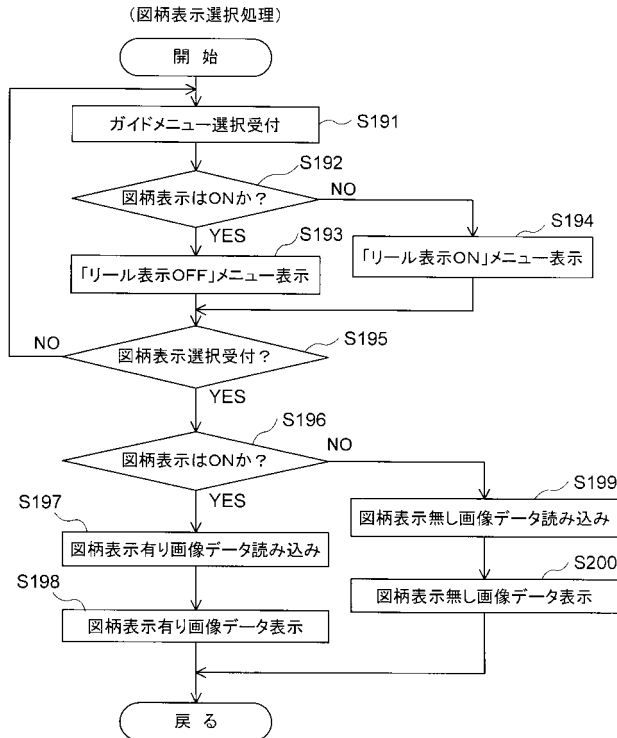 (図柄表示選択処理)
開 始
ガイドメニュー選択受付
S191
S192
図柄表示はONか？
NO
YES
S193
S194
「リール表示OFF」メニュー表示
「リール表示ON」メニュー表示
NO
S195
図柄表示選択受付？
YES
S196
図柄表示はONか？
NO
YES
S197
S199
図柄表示有り画像データ読み込み
図柄表示無し画像データ読み込み
S198
S200
図柄表示有り画像データ表示
図柄表示無し画像データ表示
戻 る